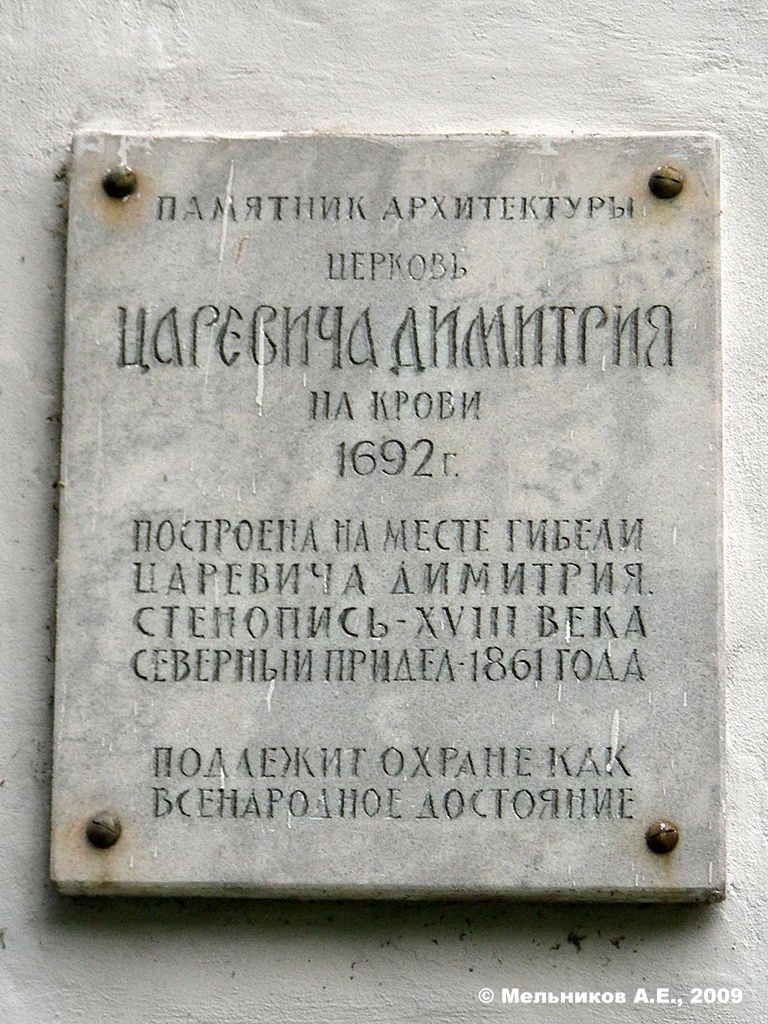 ПАМЯТНИК АРХИТЕКТУРЫ
ЦЕРКОВЬ
ЦАРЕВИЧА ДИМИТРИЯ
НА КРОВИ
1692 г.
ПОСТРОЕНА НА МЕСТЕ ГИБЕЛИ
ЦАРЕВИЧА ДИМИТРИЯ.
СТЕНОПИСЬ - XVIII ВЕКА
СЕВЕРНЫЙ ПРИДЕЛ - 1861 ГОДА
ПОДЛЕЖИТ ОХРАНЕ КАК
ВСЕНАРОДНОЕ ДОСТОЯНИЕ
© Мельников А.Е., 2009